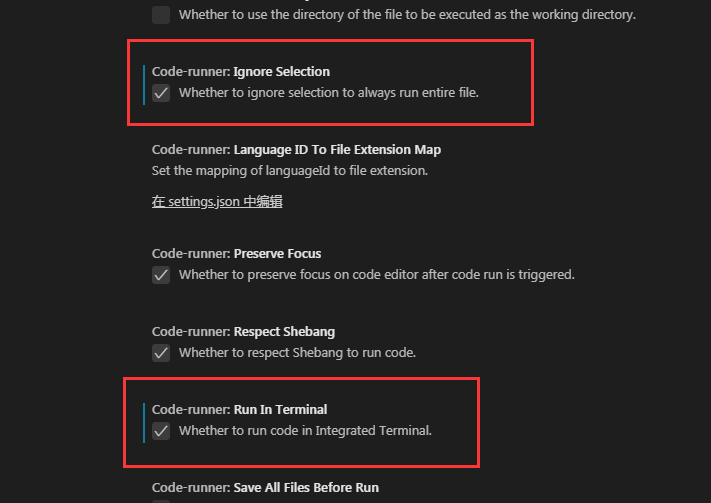 Whether to use the directory of the file to be executed as the working directory.
Code-runner: Ignore Selection
Whether to ignore selection to always run entire file.
Code-runner: Language ID To File Extension Map
Set the mapping of languageId to file extension.
在 settings.json 中编辑
Code-runner: Preserve Focus
Whether to preserve focus on code editor after code run is triggered.
Code-runner: Respect Shebang
Whether to respect Shebang to run code.
Code-runner: Run In Terminal
Whether to run code in Integrated Terminal.
Code-runner: Save All Files Before Run